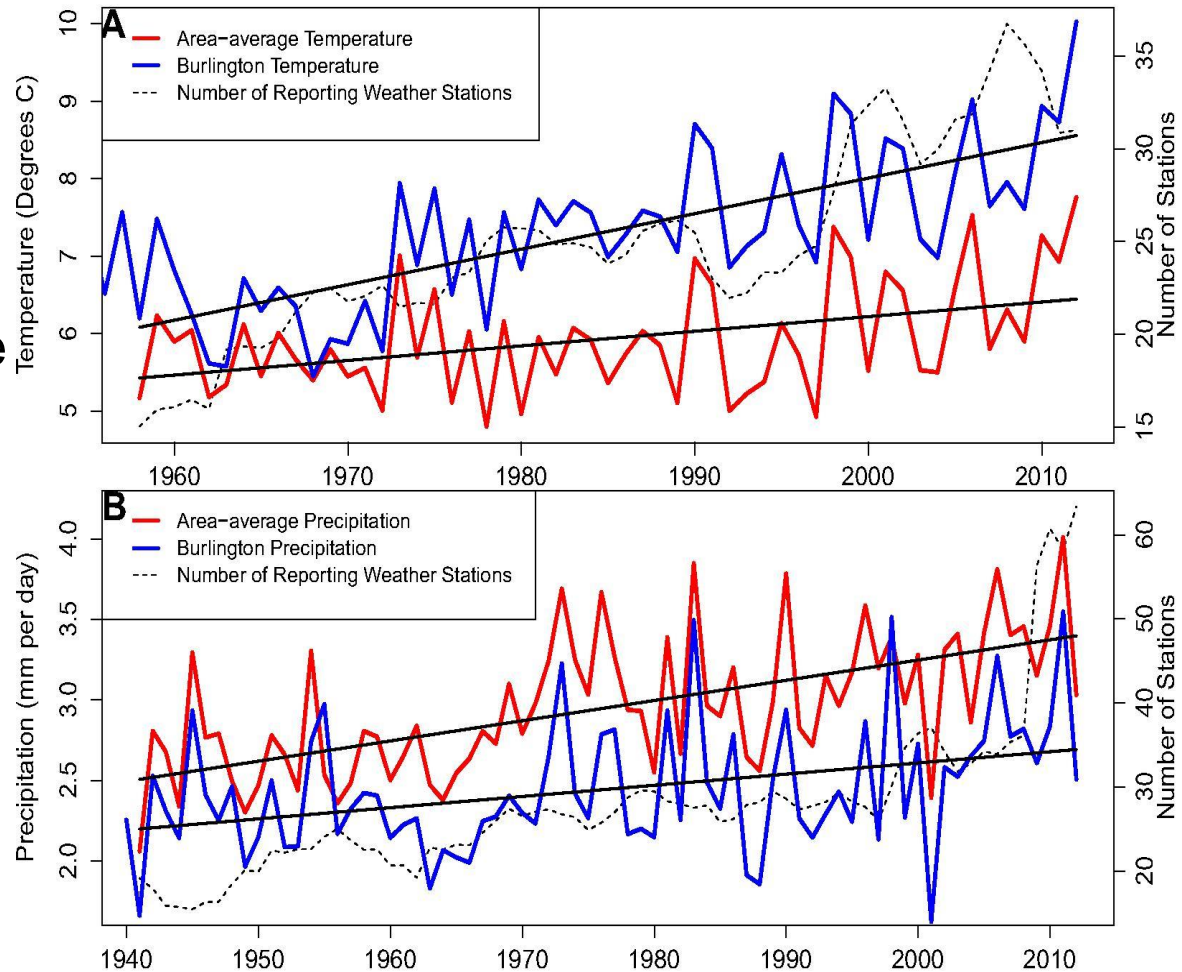 A
Area-average Temperature
Burlington Temperature
Number of Reporting Weather Stations
Temperature (Degrees C)
10
9
8
7
6
5
Number of Stations
35
30
25
20
15
1960 1970 1980 1990 2000 2010
B
Area-average Precipitation
Burlington Precipitation
Number of Reporting Weather Stations
Precipitation (mm per day)
4.0
3.5
3.0
2.5
2.0
Number of Stations
60
50
40
30
20
1940 1950 1960 1970 1980 1990 2000 2010